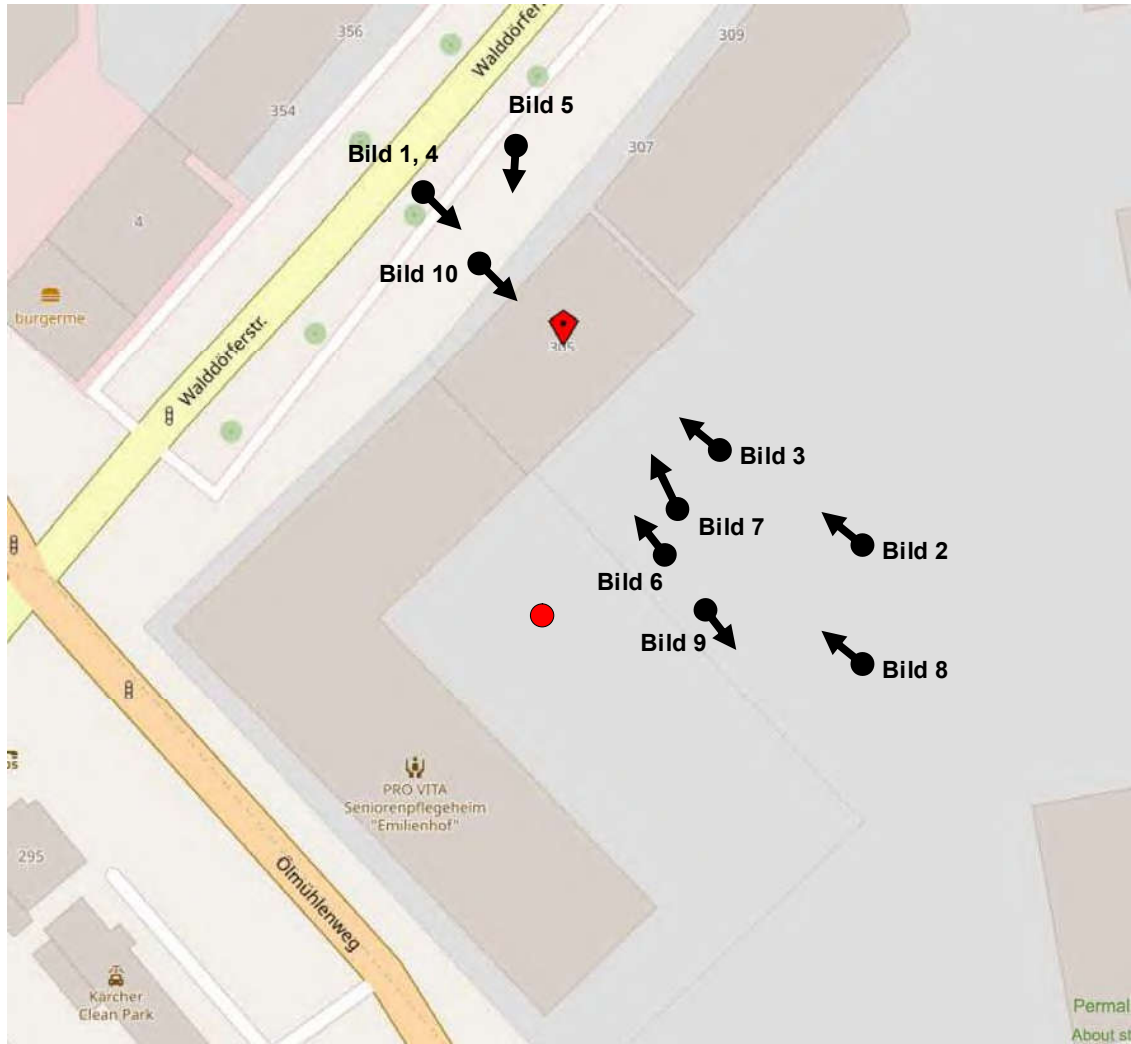 356
Walddörferst
309
Bild 5
354
307
Bild 1, 4
4
Bild 10
burgerme
305
Walddörferstr.
Bild 3
Bild 7
Bild 2
Bild 6
Bild 9
Bild 8
PRO VITA
Seniorenpflegeheim
"Emilienhof"
295
Ölmühlenweg
Kärcher
Clean Park
Permal
About st